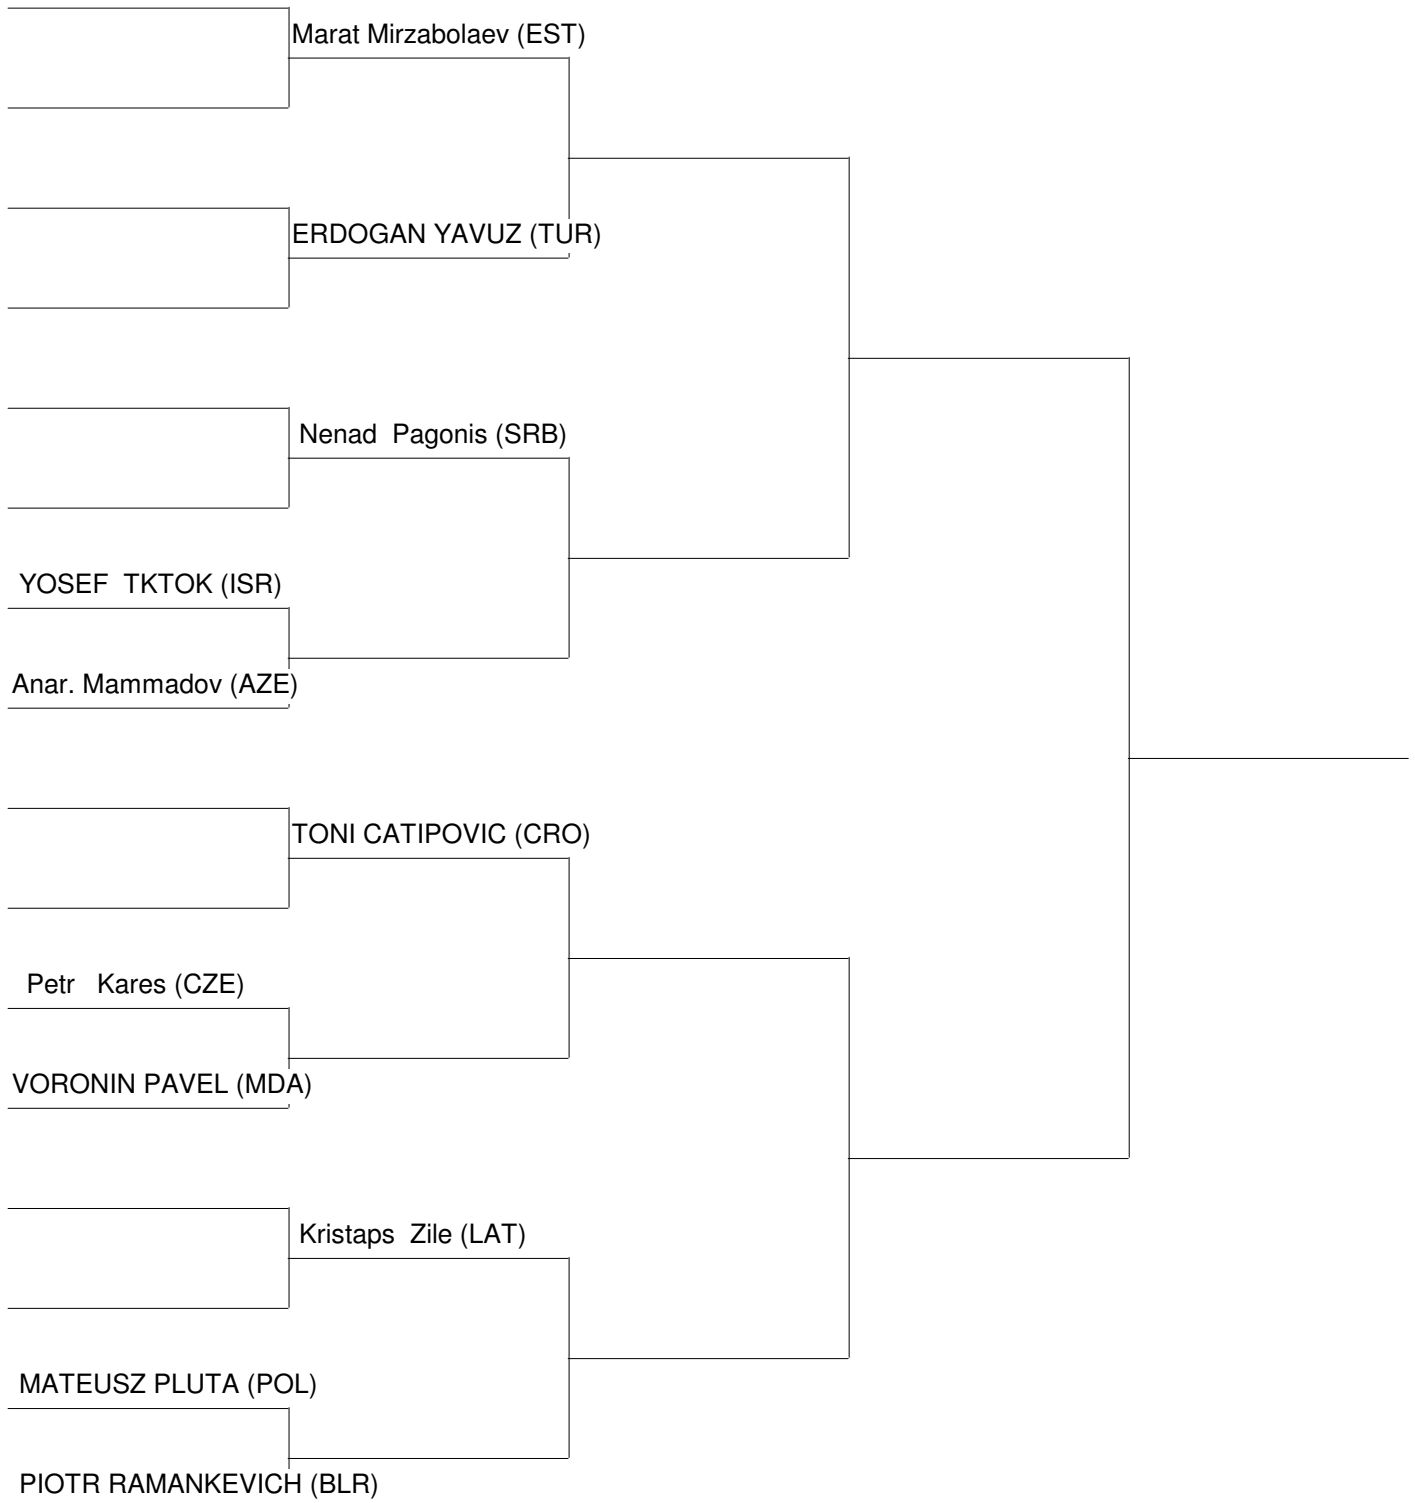 Marat Mirzabolaev (EST)
ERDOGAN YAVUZ (TUR)
Nenad  Pagonis (SRB)
YOSEF  TKTOK (ISR)
Anar. Mammadov (AZE)
TONI CATIPOVIC (CRO)
Petr   Kares (CZE)
VORONIN PAVEL (MDA)
Kristaps  Zile (LAT)
MATEUSZ PLUTA (POL)
PIOTR RAMANKEVICH (BLR)